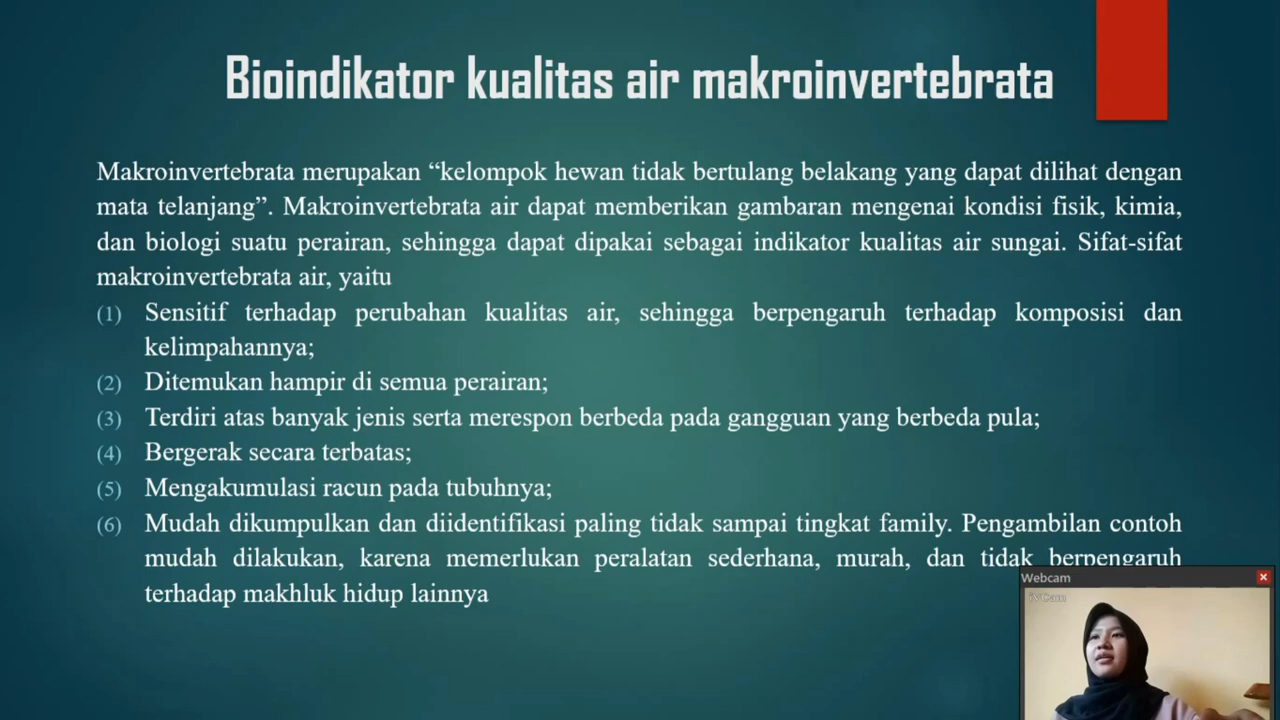 Bioindikator kualitas air makroinvertebrata
Makroinvertebrata merupakan “kelompok hewan tidak bertulang belakang yang dapat dilihat dengan
mata telanjang”. Makroinvertebrata air dapat memberikan gambaran mengenai kondisi fisik, kimia,
dan biologi suatu perairan, sehingga dapat dipakai sebagai indikator kualitas air sungai. Sifat-sifat
makroinvertebrata air, yaitu
(1) Sensitif terhadap perubahan kualitas air, sehingga berpengaruh terhadap komposisi dan
kelimpahannya;
(2) Ditemukan hampir di semua perairan;
(3) Terdiri atas banyak jenis serta merespon berbeda pada gangguan yang berbeda pula;
(4) Bergerak secara terbatas;
(5) Mengakumulasi racun pada tubuhnya;
(6) Mudah dikumpulkan dan diidentifikasi paling tidak sampai tingkat family. Pengambilan contoh
mudah dilakukan, karena memerlukan peralatan sederhana, murah, dan tidak berpengaruh
terhadap makhluk hidup lainnya
Webcam
iVCam